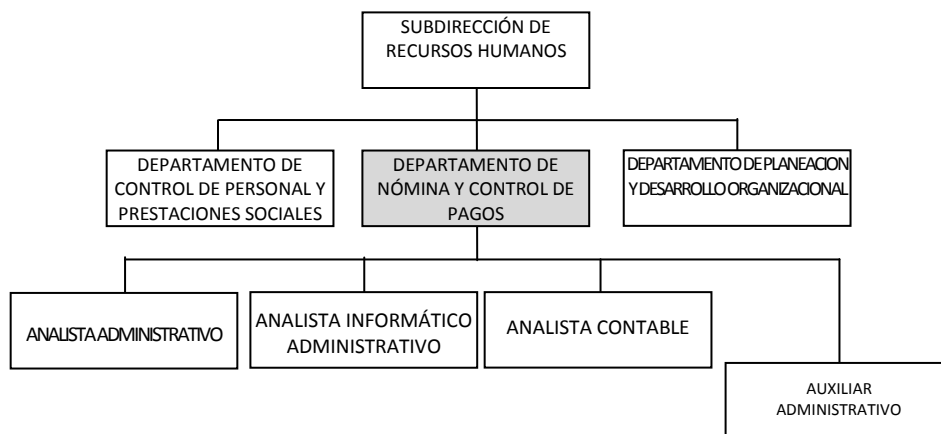 SUBDIRECCIÓN DE
RECURSOS HUMANOS
DEPARTAMENTO DE
CONTROL DE PERSONAL Y
PRESTACIONES SOCIALES
DEPARTAMENTO DE
NÓMINA Y CONTROL DE
PAGOS
DEPARTAMENTO DE PLANEACION
Y DESARROLLO ORGANIZACIONAL
ANALISTA ADMINISTRATIVO
ANALISTA INFORMÁTICO
ADMINISTRATIVO
ANALISTA CONTABLE
AUXILIAR
ADMINISTRATIVO